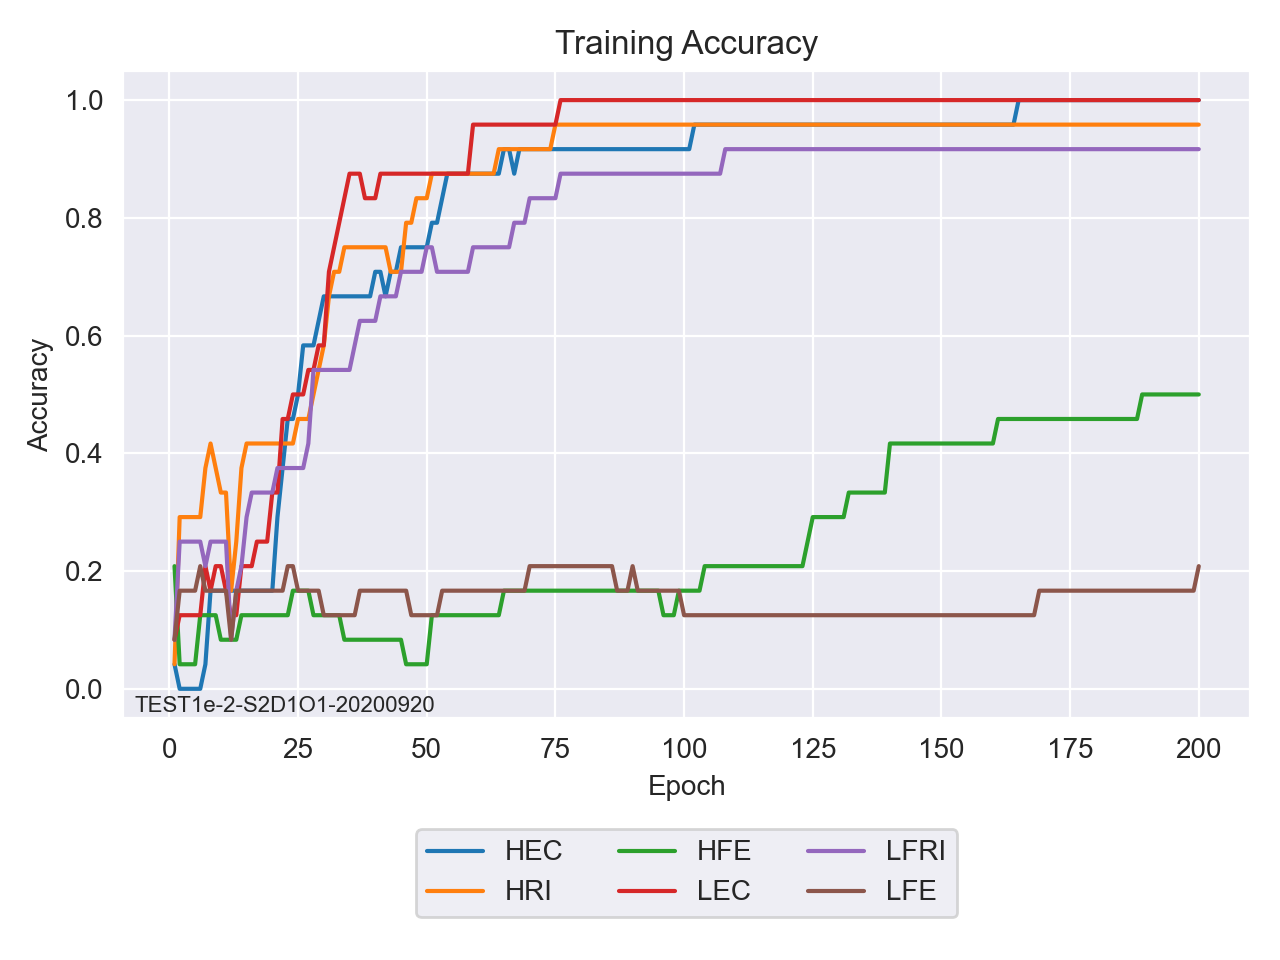 Training Accuracy
1.0
0.8
0.6
0.4
0.2
0.0
Accuracy
TEST1e-2-S2D1O1-20200920
0 25 50 75 100 125 150 175 200
Epoch
HEC HFE LFRI
HRI LEC LFE